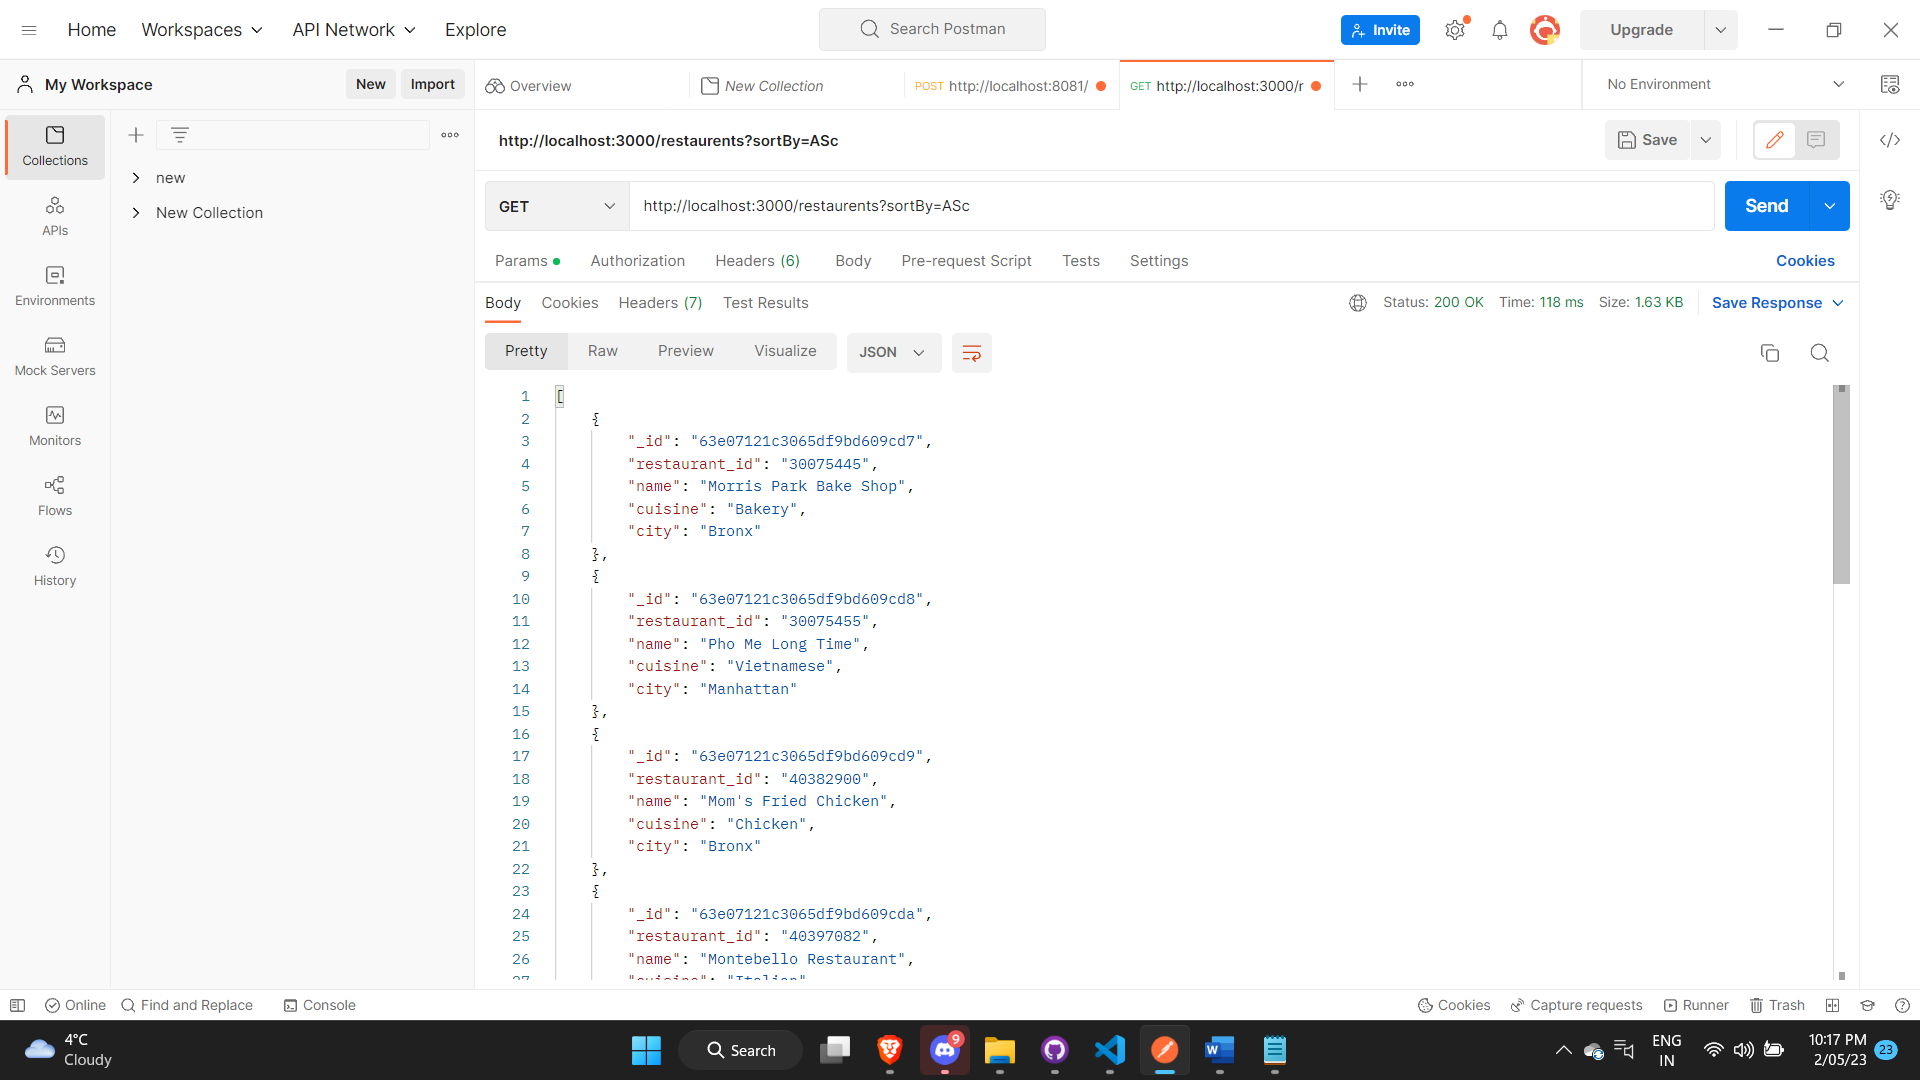 Home
Workspaces
API Network
Explore
Search Postman
Invite
Upgrade
My Workspace
New
Import
Overview
New Collection
POST http://localhost:8081/
GET http://localhost:3000/r
No Environment
Collections
APIs
Environments
Mock Servers
Monitors
Flows
History
new
New Collection
http://localhost:3000/restaurents?sortBy=ASc
Save
GET
http://localhost:3000/restaurents?sortBy=ASc
Send
Params
Authorization
Headers (6)
Body
Pre-request Script
Tests
Settings
Cookies
Body
Cookies
Headers (7)
Test Results
Status: 200 OK
Time: 118 ms
Size: 1.63 KB
Save Response
Pretty
Raw
Preview
Visualize
JSON
1 [
2 {
3 "_id": "63e07121c3065df9bd609cd7",
4 "restaurant_id": "30075445",
5 "name": "Morris Park Bake Shop",
6 "cuisine": "Bakery",
7 "city": "Bronx"
8 },
9 {
10 "_id": "63e07121c3065df9bd609cd8",
11 "restaurant_id": "30075455",
12 "name": "Pho Me Long Time",
13 "cuisine": "Vietnamese",
14 "city": "Manhattan"
15 },
16 {
17 "_id": "63e07121c3065df9bd609cd9",
18 "restaurant_id": "40382900",
19 "name": "Mom's Fried Chicken",
20 "cuisine": "Chicken",
21 "city": "Bronx"
22 },
23 {
24 "_id": "63e07121c3065df9bd609cda",
25 "restaurant_id": "40397082",
26 "name": "Montebello Restaurant",
27 "cuisine": "Italian"
Online
Find and Replace
Console
Cookies
Capture requests
Runner
Trash
4°C
Cloudy
Search
9
ENG
IN
10:17 PM
2/05/23
23